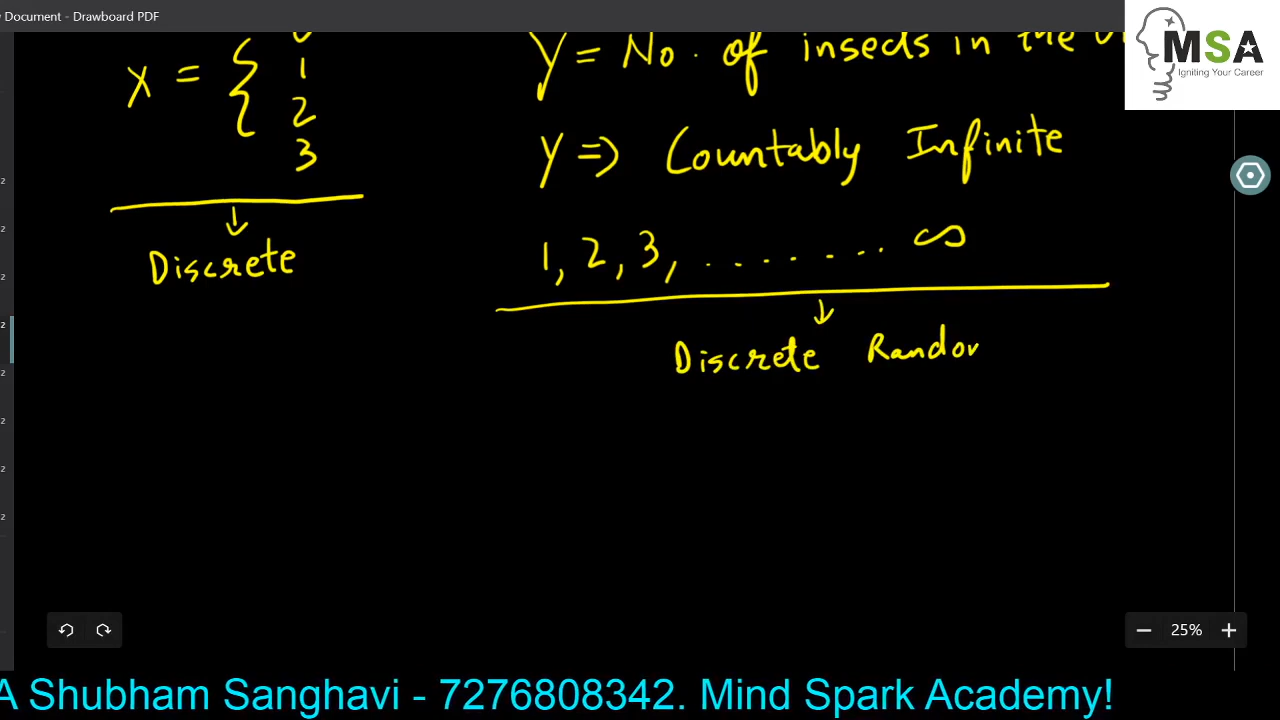 Document - Drawboard PDF
MSA
Igniting Your Career
Y = No. of insects in the
X = {
1
2
3
Y => Countably Infinite
1, 2, 3, ........ ∞
↓
Discrete
↓
Discrete Random
25%
A Shubham Sanghavi - 7276808342. Mind Spark Academy!